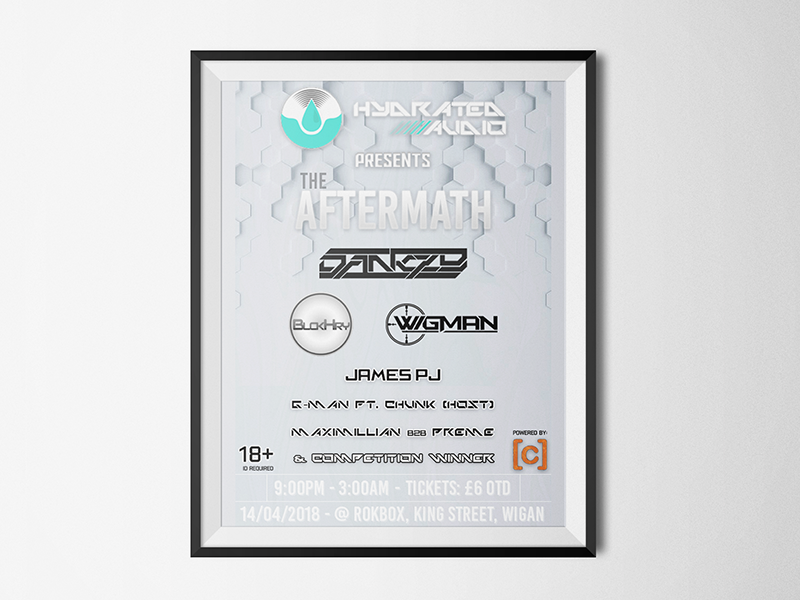 HYDRATED
AUDIO
PRESENTS
THE
AFTERMATH
DANKZY
BLOKHRY
WIGMAN
JAMES PJ
G-MAN FT. CHUNK (HOST)
MAXIMILLIAN B2B PREME
& COMPETITION WINNER
18+
ID REQUIRED
POWERED BY:
[C]
9:00PM - 3:00AM - TICKETS: £6 OTD
14/04/2018 - @ ROKBOX, KING STREET, WIGAN